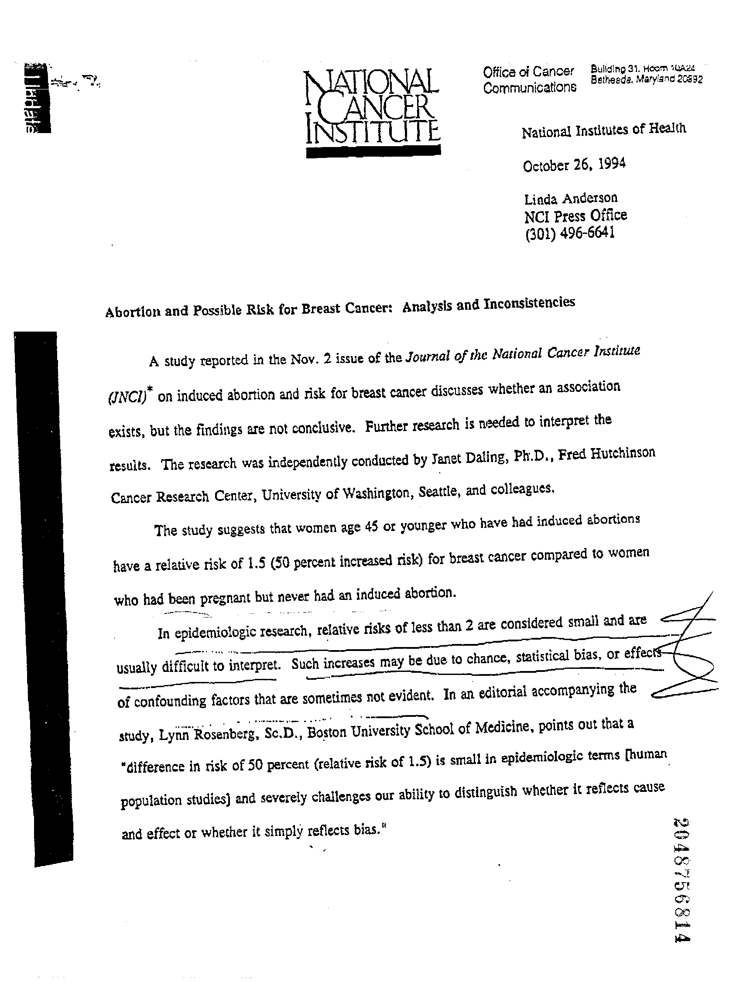 Update
NATIONAL
CANCER
INSTITUTE
Office of Cancer
Communications
Building 31, Room 10A24
Bethesda, Maryland 20892
National Institutes of Health
October 26, 1994
Linda Anderson
NCI Press Office
(301) 496-6641
Abortion and Possible Risk for Breast Cancer: Analysis and Inconsistencies
A study reported in the Nov. 2 issue of the Journal of the National Cancer Institute
(JNCI)* on induced abortion and risk for breast cancer discusses whether an association
exists, but the findings are not conclusive. Further research is needed to interpret the
results. The research was independently conducted by Janet Daling, Ph.D., Fred Hutchinson
Cancer Research Center, University of Washington, Seattle, and colleagues.
The study suggests that women age 45 or younger who have had induced abortions
have a relative risk of 1.5 (50 percent increased risk) for breast cancer compared to women
who had been pregnant but never had an induced abortion.
In epidemiologic research, relative risks of less than 2 are considered small and are
usually difficult to interpret. Such increases may be due to chance, statistical bias, or effects
of confounding factors that are sometimes not evident. In an editorial accompanying the
study, Lynn Rosenberg, Sc.D., Boston University School of Medicine, points out that a
"difference in risk of 50 percent (relative risk of 1.5) is small in epidemiologic terms [human
population studies] and severely challenges our ability to distinguish whether it reflects cause
and effect or whether it simply reflects bias."
2048756814